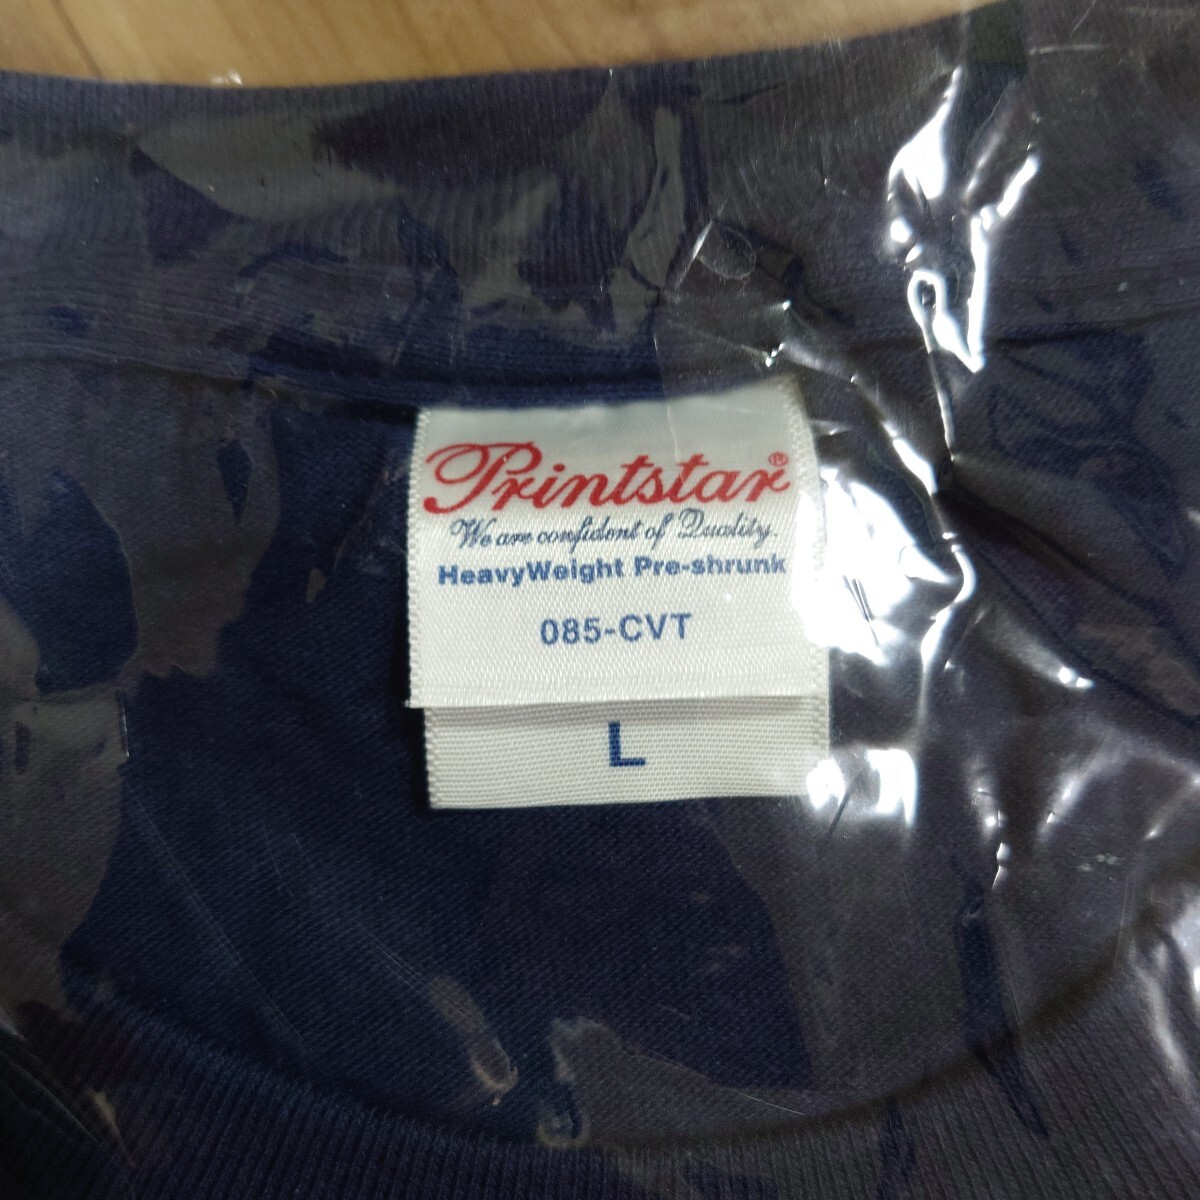 Printstar®
We are confident of Quality.
HeavyWeight Pre-shrunk
085-CVT
L